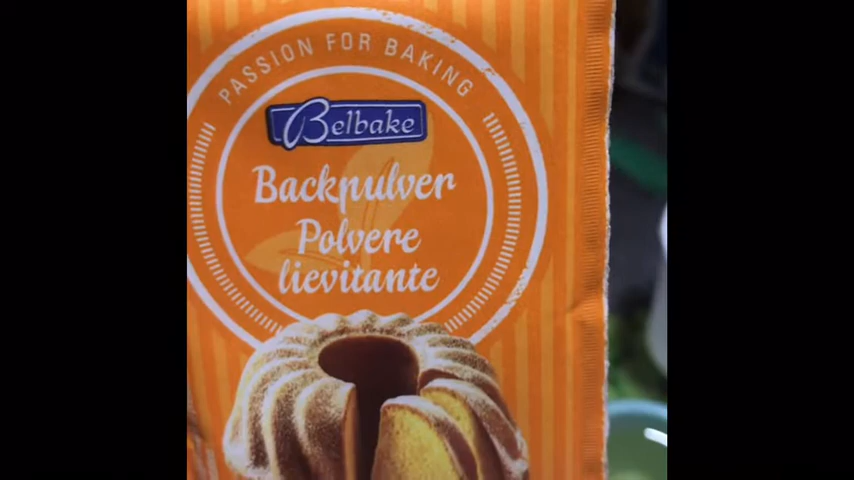 PASSION FOR BAKING
Belbake
Backpulver
Polvere
lievitante